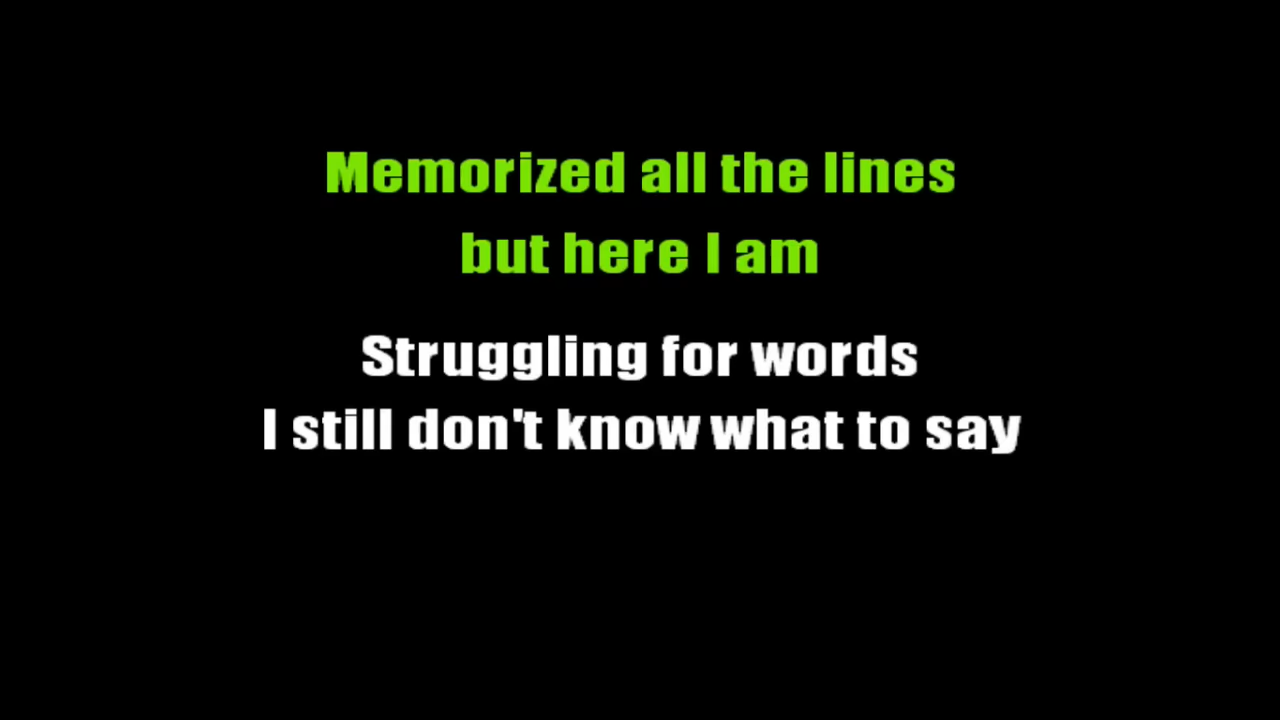 Memorized all the lines
but here I am
Struggling for words
I still don't know what to say